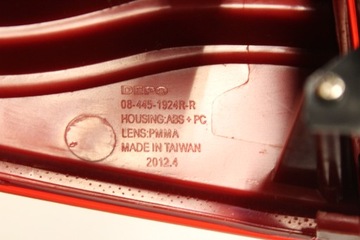 DEPO
08-445-1924R-R
HOUSING:ABS+PC
LENS:PMMA
MADE IN TAIWAN
2012.4